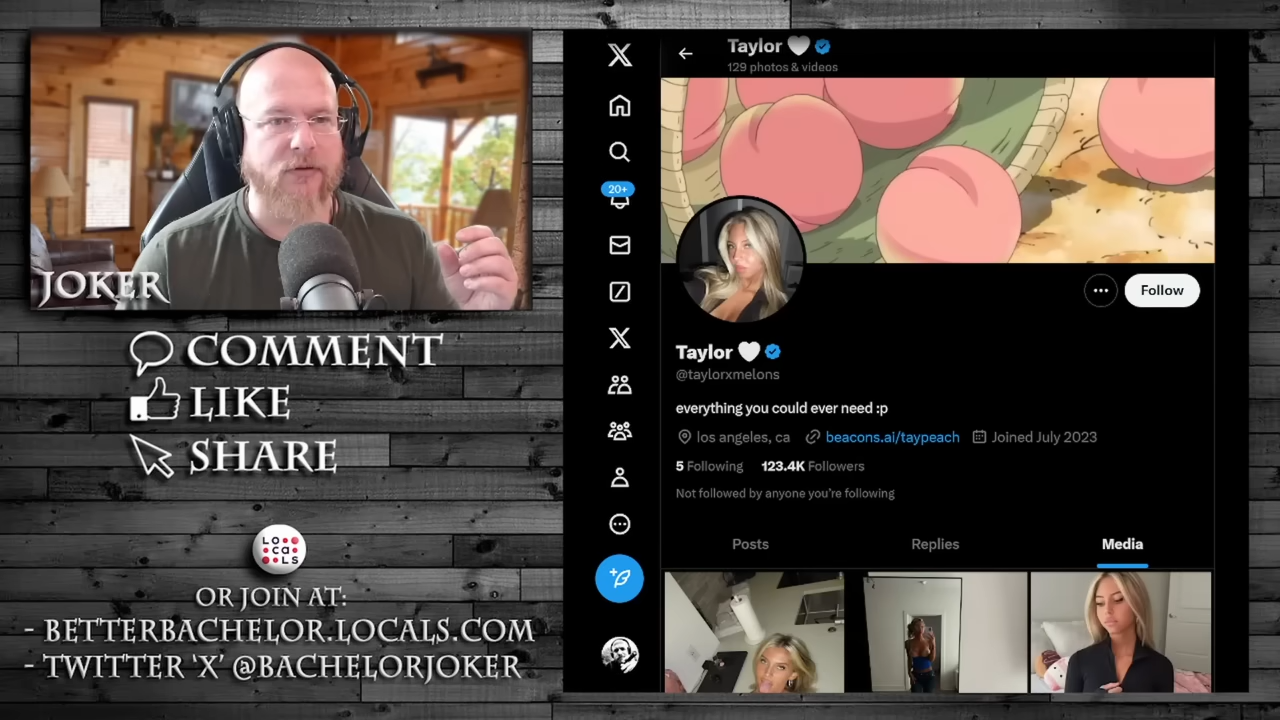 JOKER
COMMENT
LIKE
SHARE
LOcaLS
OR JOIN AT:
- BETTERBACHELOR.LOCALS.COM
- TWITTER 'X' @BACHELORJOKER
Taylor 🤍
129 photos & videos
20+
Follow
Taylor 🤍
@taylorxmelons
everything you could ever need :p
los angeles, ca beacons.ai/taypeach Joined July 2023
5 Following 123.4K Followers
Not followed by anyone you're following
Posts Replies Media